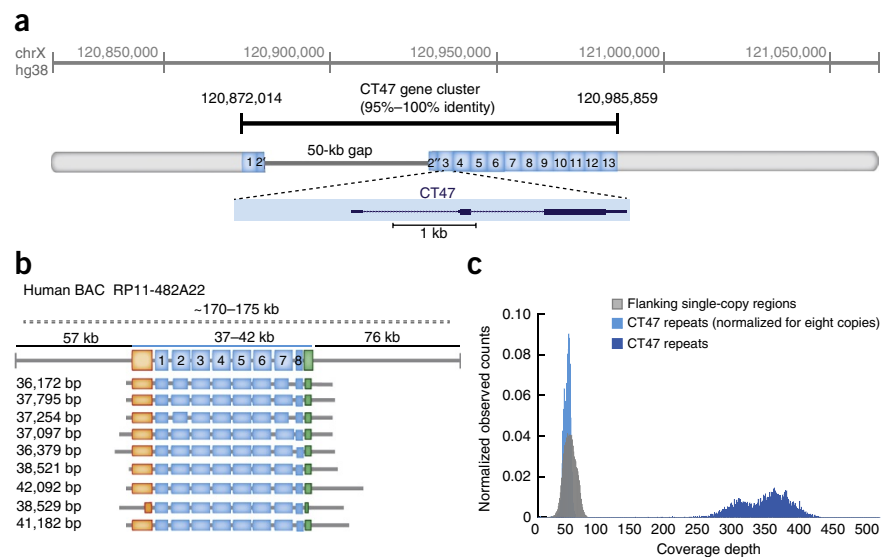 a
chrX
hg38
120,850,000 120,900,000 120,950,000 121,000,000 121,050,000
CT47 gene cluster
(95%–100% identity)
120,872,014 120,985,859
50-kb gap
1 2′ 2″ 3 4 5 6 7 8 9 10 11 12 13
CT47
1 kb
b
Human BAC RP11-482A22
~170–175 kb
57 kb 37–42 kb 76 kb
1 2 3 4 5 6 7 8
36,172 bp
37,795 bp
37,254 bp
37,097 bp
36,379 bp
38,521 bp
42,092 bp
38,529 bp
41,182 bp
c
Flanking single-copy regions
CT47 repeats (normalized for eight copies)
CT47 repeats
Normalized observed counts
0.10
0.08
0.06
0.04
0.02
0
0 50 100 150 200 250 300 350 400 450 500
Coverage depth